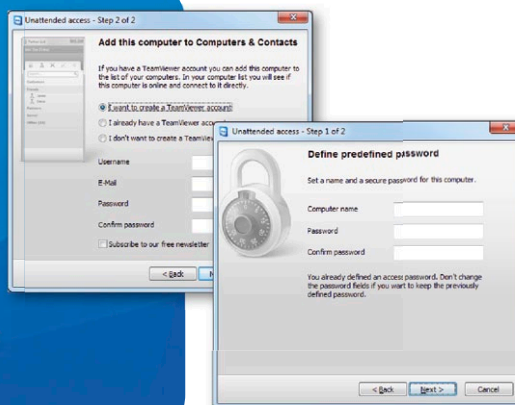 Unattended access - Step 2 of 2
Add this computer to Computers & Contacts
If you have a TeamViewer account you can add this computer to
the list of your computers. In your computer list you will see if
this computer is online and connect to it directly.
I want to create a TeamViewer account
I already have a TeamViewer
I don't want to create a
Username
E-Mail
Password
Confirm password
Subscribe to our free newsletter
< Back
Unattended access - Step 1 of 2
Define predefined password
Set a name and a secure password for this computer.
Computer name
Password
Confirm password
You already defined an access password. Don't change
the password fields if you want to keep the previously
defined password.
< Back
Next >
Cancel